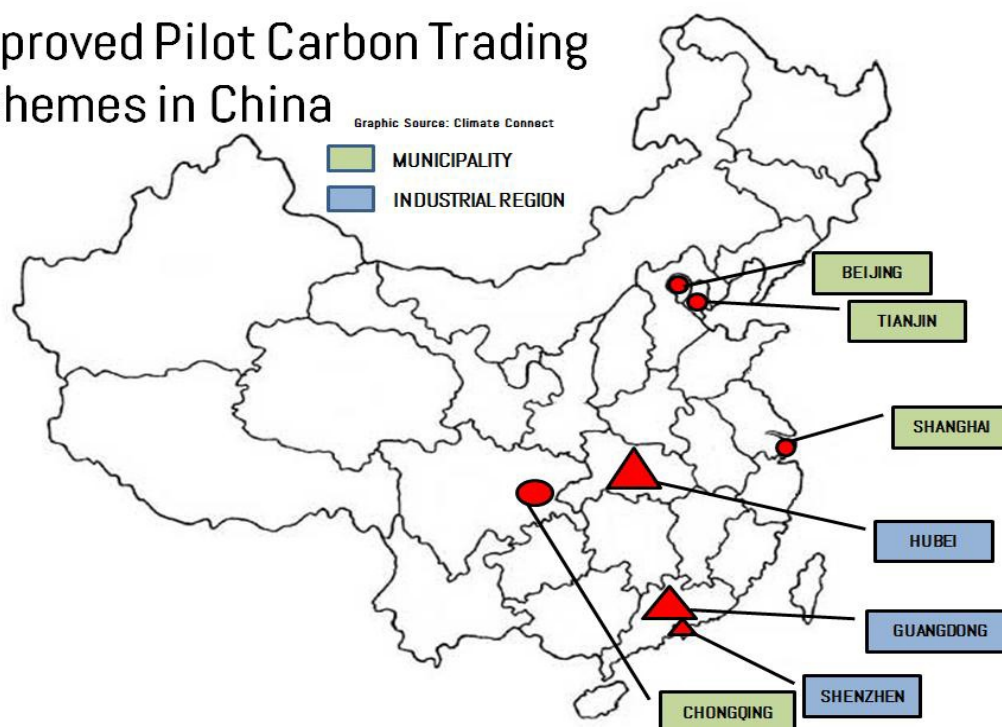 proved Pilot Carbon Trading
hemes in China
Graphic Source: Climate Connect
MUNICIPALITY
INDUSTRIAL REGION
BEIJING
TIANJIN
SHANGHAI
HUBEI
GUANGDONG
SHENZHEN
CHONGQING